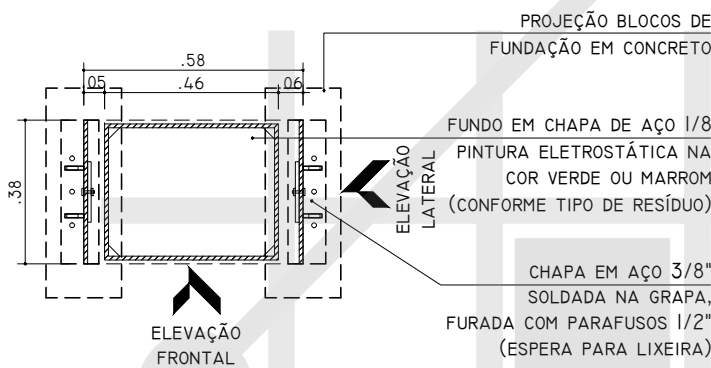 PROJEÇÃO BLOCOS DE
FUNDAÇÃO EM CONCRETO
.58
.05
.46
.06
FUNDO EM CHAPA DE AÇO 1/8
PINTURA ELETROSTÁTICA NA
COR VERDE OU MARROM
(CONFORME TIPO DE RESÍDUO)
.38
ELEVAÇÃO
LATERAL
CHAPA EM AÇO 3/8"
SOLDADA NA GRAPA,
FURADA COM PARAFUSOS 1/2"
(ESPERA PARA LIXEIRA)
ELEVAÇÃO
FRONTAL